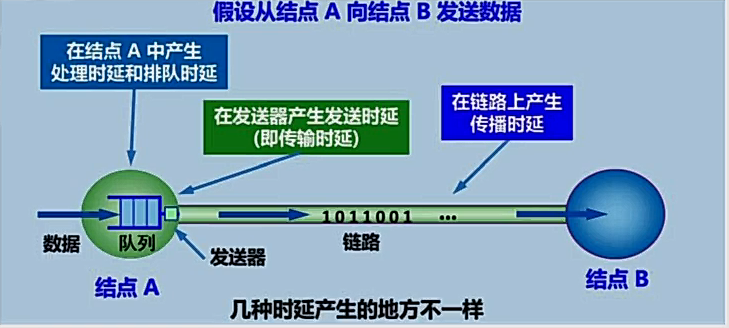 假设从结点 A 向结点 B 发送数据
在结点 A 中产生
处理时延和排队时延
在发送器产生发送时延
(即传输时延)
在链路上产生
传播时延
1011001 ...
数据
队列
发送器
链路
结点 A
结点 B
几种时延产生的地方不一样